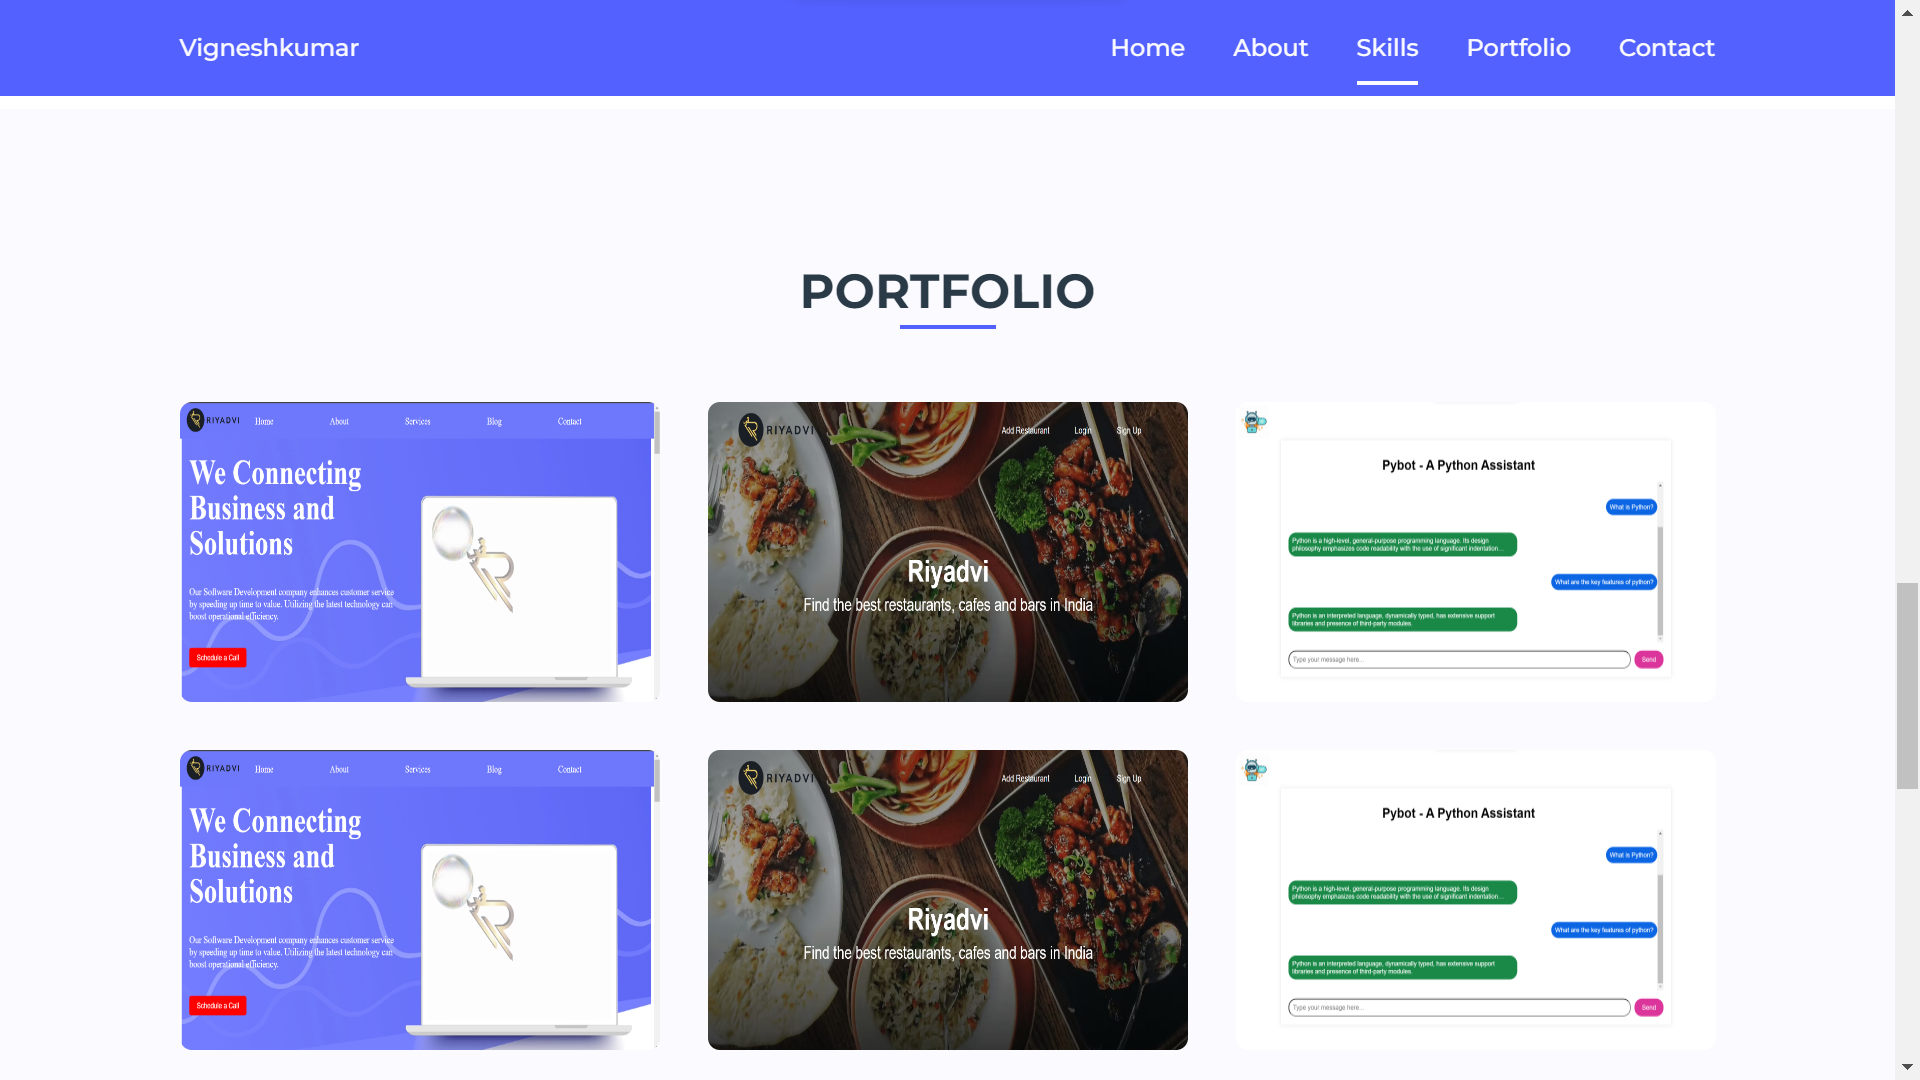 Vigneshkumar
Home About Skills Portfolio Contact
PORTFOLIO
RIYADVI Home About Services Blog Contact
We Connecting
Business and
Solutions
Our Software Development company enhances customer service
by speeding up time to value. Utilizing the latest technology can
boost operational efficiency.
Schedule a Call
RIYADVI Add Restaurant Login Sign Up
Riyadvi
Find the best restaurants, cafes and bars in India
Pybot - A Python Assistant
What is Python?
Python is a high-level, general-purpose programming language. Its design
philosophy emphasizes code readability with the use of significant indentation...
What are the key features of python?
Python is an interpreted language, dynamically typed, has extensive support
libraries and presence of third-party modules
Type your message here...
Send
RIYADVI Home About Services Blog Contact
We Connecting
Business and
Solutions
Our Software Development company enhances customer service
by speeding up time to value. Utilizing the latest technology can
boost operational efficiency.
Schedule a Call
RIYADVI Add Restaurant Login Sign Up
Riyadvi
Find the best restaurants, cafes and bars in India
Pybot - A Python Assistant
What is Python?
Python is a high-level, general-purpose programming language. Its design
philosophy emphasizes code readability with the use of significant indentation...
What are the key features of python?
Python is an interpreted language, dynamically typed, has extensive support
libraries and presence of third-party modules
Type your message here...
Send